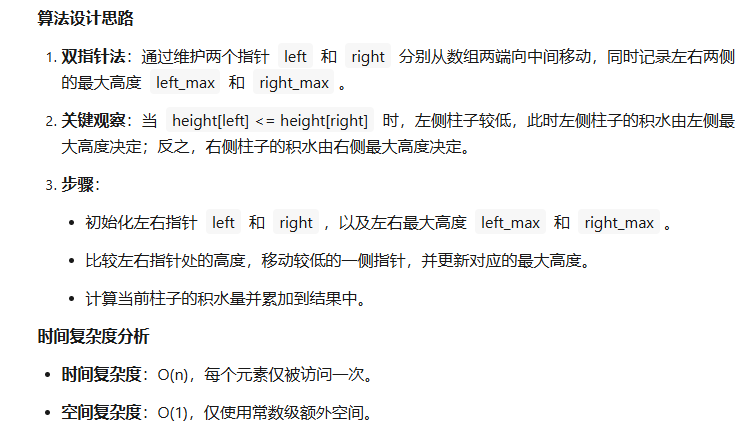 算法设计思路
1. 双指针法：通过维护两个指针 left 和 right 分别从数组两端向中间移动，同时记录左右两侧
的最大高度 left_max 和 right_max 。
2. 关键观察：当 height[left] <= height[right] 时，左侧柱子较低，此时左侧柱子的积水由左侧最
大高度决定；反之，右侧柱子的积水由右侧最大高度决定。
3. 步骤：
• 初始化左右指针 left 和 right ，以及左右最大高度 left_max 和 right_max 。
• 比较左右指针处的高度，移动较低的一侧指针，并更新对应的最大高度。
• 计算当前柱子的积水量并累加到结果中。
时间复杂度分析
• 时间复杂度：O(n)，每个元素仅被访问一次。
• 空间复杂度：O(1)，仅使用常数级额外空间。